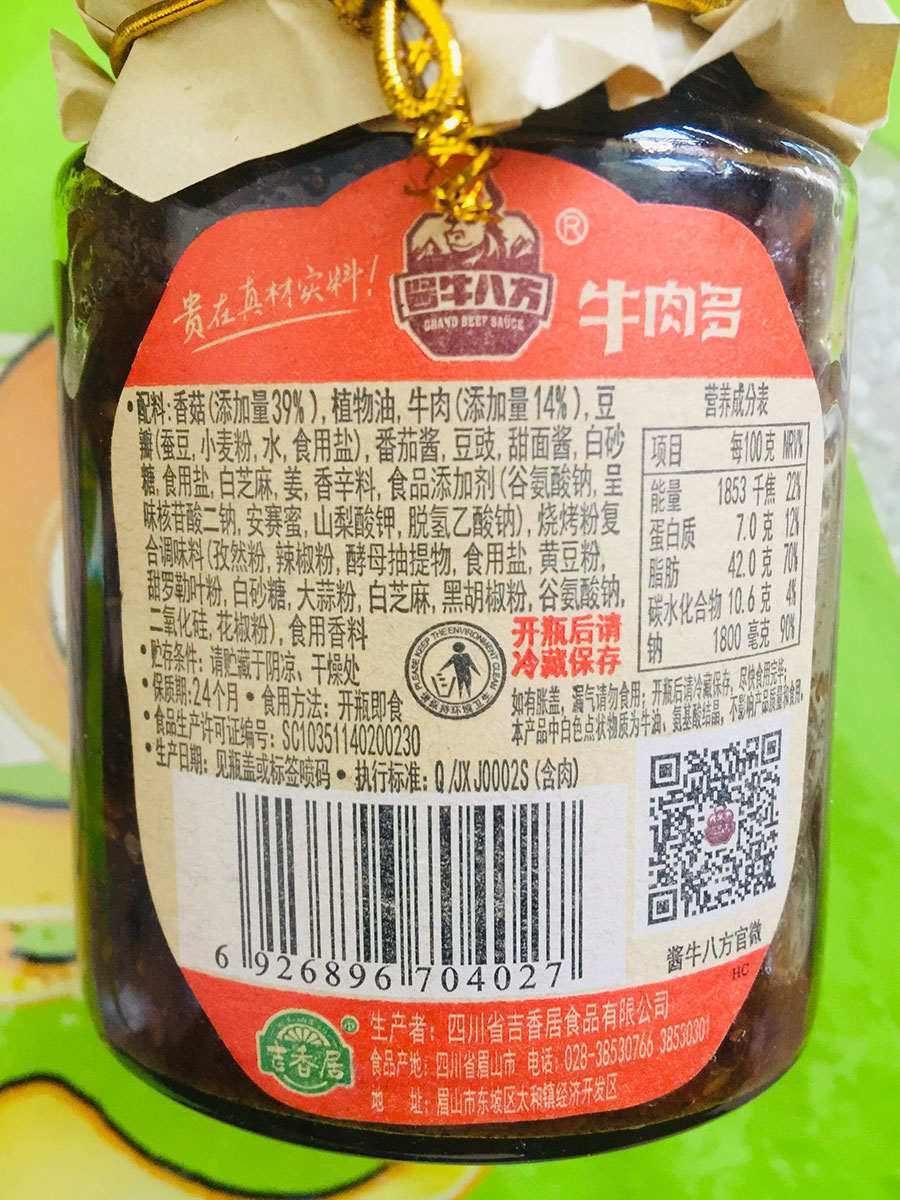 贵在真材实料！
酱牛八方
GRAND BEEF SAUCE
®
牛肉多
•配料：香菇（添加量39%），植物油，牛肉（添加量14%），豆
瓣（蚕豆，小麦粉，水，食用盐），番茄酱，豆豉，甜面酱，白砂
糖，食用盐，白芝麻，姜，香辛料，食品添加剂（谷氨酸钠，呈
味核苷酸二钠，安赛蜜，山梨酸钾，脱氢乙酸钠），烧烤粉复
合调味料（孜然粉，辣椒粉，酵母抽提物，食用盐，黄豆粉，
甜罗勒叶粉，白砂糖，大蒜粉，白芝麻，黑胡椒粉，谷氨酸钠，
二氧化硅，花椒粉），食用香料
•贮存条件：请贮藏于阴凉、干燥处
•保质期：24个月•食用方法：开瓶即食
•食品生产许可证编号：SC10351140200230
•生产日期：见瓶盖或标签喷码•执行标准：Q/JXJ0002S（含肉）
营养成分表
项目 每100克 NRV%
能量 1853 千焦 22%
蛋白质 7.0 克 12%
脂肪 42.0 克 70%
碳水化合物 10.6 克 4%
钠 1800 毫克 90%
PLEASE KEEP THE ENVIRONMENT CLEAN
请保持环境卫生
开瓶后请
冷藏保存
如有胀盖、漏气请勿食用；开瓶后请冷藏保存，尽快食用完毕；
本产品中白色点状物质为牛油、氨基酸结晶，不影响产品质量和食用。
6 926896 704027
酱牛八方官微
HC
吉香居
®
生产者：四川省吉香居食品有限公司
食品产地：四川省眉山市 电话：028-38530766 38530301
地 址：眉山市东坡区太和镇经济开发区